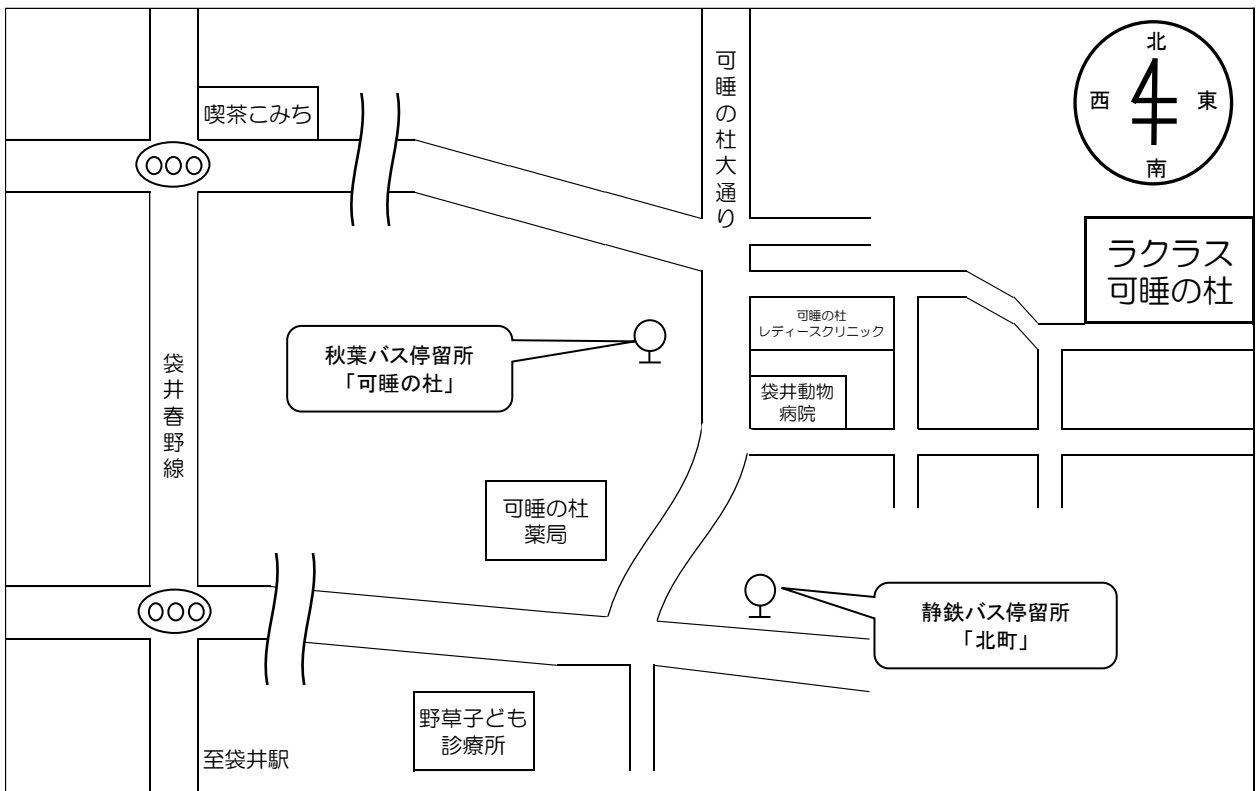 北
西
東
南
可睡の杜大通り
喫茶こみち
ラクラス
可睡の杜
可睡の杜
レディースクリニック
秋葉バス停留所
「可睡の杜」
袋井動物
病院
袋井春野線
可睡の杜
薬局
静鉄バス停留所
「北町」
野草子ども
診療所
至袋井駅